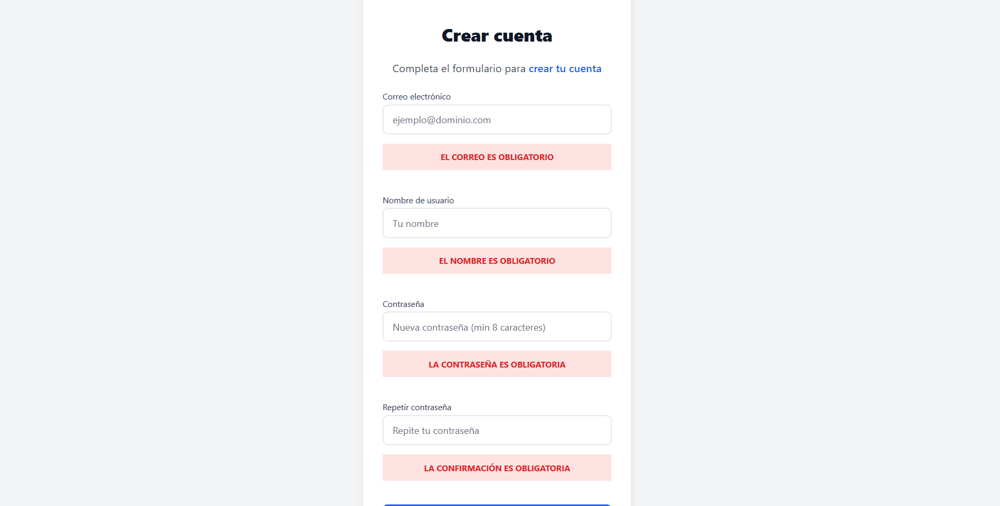 Crear cuenta
Completa el formulario para crear tu cuenta
Correo electrónico
ejemplo@dominio.com
EL CORREO ES OBLIGATORIO
Nombre de usuario
Tu nombre
EL NOMBRE ES OBLIGATORIO
Contraseña
Nueva contraseña (min 8 caracteres)
LA CONTRASEÑA ES OBLIGATORIA
Repetir contraseña
Repite tu contraseña
LA CONFIRMACIÓN ES OBLIGATORIA